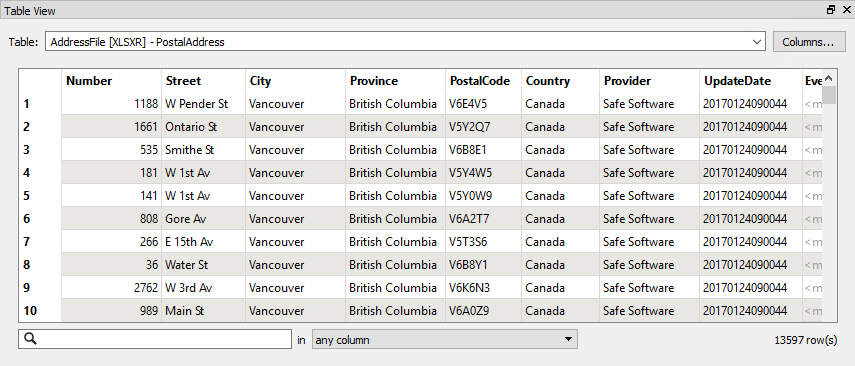 Table View
Table: AddressFile [XLSXR] - PostalAddress Columns...
Number Street City Province PostalCode Country Provider UpdateDate Eve
1 1188 W Pender St Vancouver British Columbia V6E4V5 Canada Safe Software 20170124090044 <m
2 1661 Ontario St Vancouver British Columbia V5Y2Q7 Canada Safe Software 20170124090044 <m
3 535 Smithe St Vancouver British Columbia V6B8E1 Canada Safe Software 20170124090044 <m
4 181 W 1st Av Vancouver British Columbia V5Y4W5 Canada Safe Software 20170124090044 <m
5 141 W 1st Av Vancouver British Columbia V5Y0W9 Canada Safe Software 20170124090044 <m
6 808 Gore Av Vancouver British Columbia V6A2T7 Canada Safe Software 20170124090044 <m
7 266 E 15th Av Vancouver British Columbia V5T3S6 Canada Safe Software 20170124090044 <m
8 36 Water St Vancouver British Columbia V6B8Y1 Canada Safe Software 20170124090044 <m
9 2762 W 3rd Av Vancouver British Columbia V6K6N3 Canada Safe Software 20170124090044 <m
10 989 Main St Vancouver British Columbia V6A0Z9 Canada Safe Software 20170124090044 <m
in any column 13597 row(s)